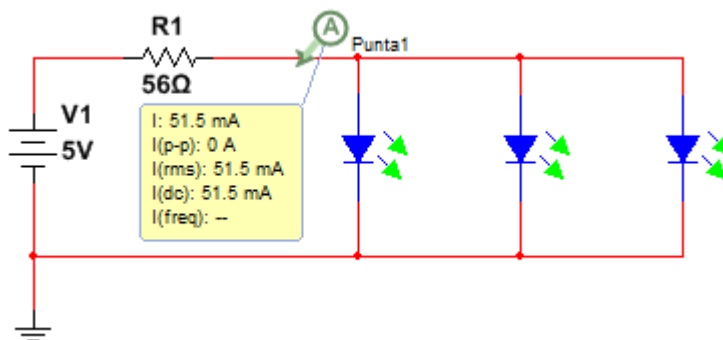 R1
56Ω
A
Punta1
V1
5V
I: 51.5 mA
I(p-p): 0 A
I(rms): 51.5 mA
I(dc): 51.5 mA
I(freq): --